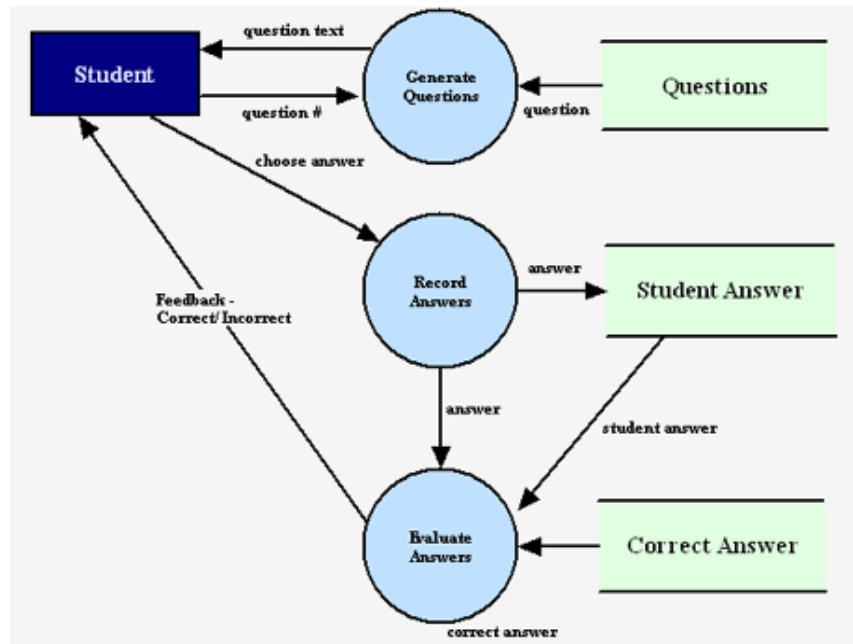 question text
Student
Generate
Questions
Questions
question #
question
choose answer
Record
Answers
answer
Student Answer
Feedback -
Correct/Incorrect
answer
student answer
Evaluate
Answers
Correct Answer
correct answer